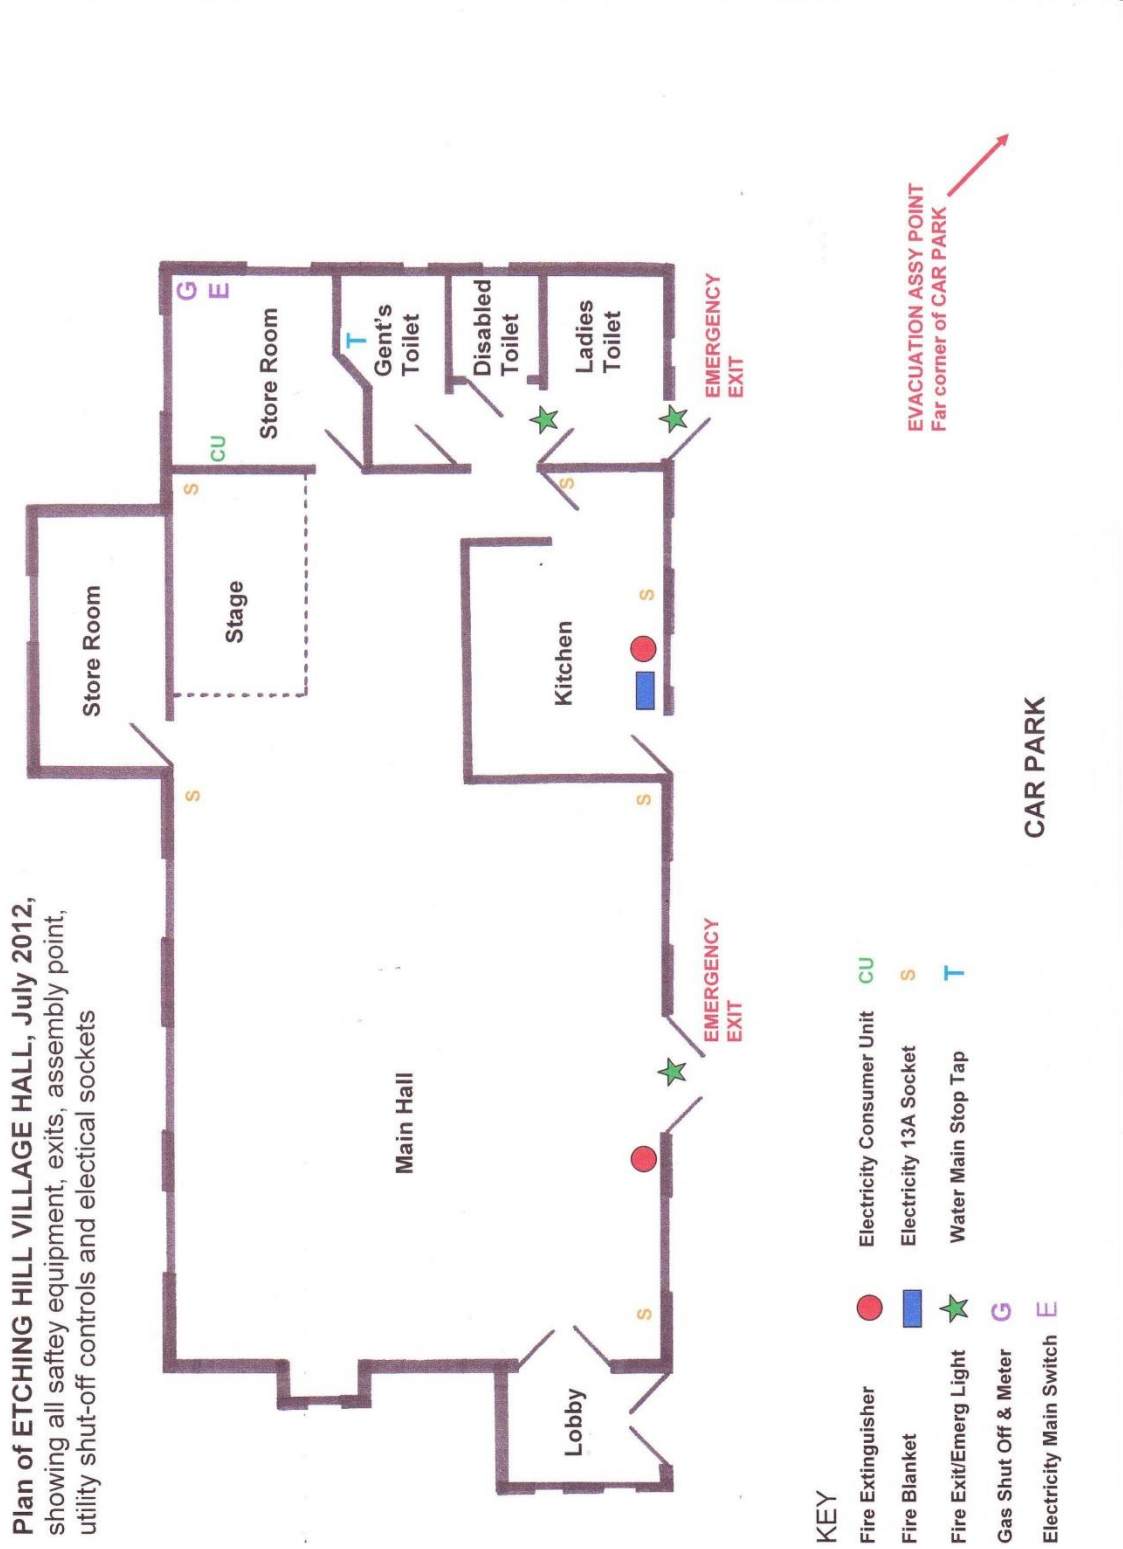 Plan of ETCHING HILL VILLAGE HALL, July 2012,
showing all saftey equipment, exits, assembly point,
utility shut-off controls and electical sockets
Store Room
S
S
Stage
CU
G
E
Store Room
T
Gent's
Toilet
Disabled
Toilet
Ladies
Toilet
Main Hall
Kitchen
S
S
S
S
Lobby
EMERGENCY
EXIT
EMERGENCY
EXIT
EVACUATION ASSY POINT
Far corner of CAR PARK
CAR PARK
KEY
Fire Extinguisher
Electricity Consumer Unit CU
Fire Blanket
Electricity 13A Socket S
Fire Exit/Emerg Light
Water Main Stop Tap T
Gas Shut Off & Meter G
Electricity Main Switch E